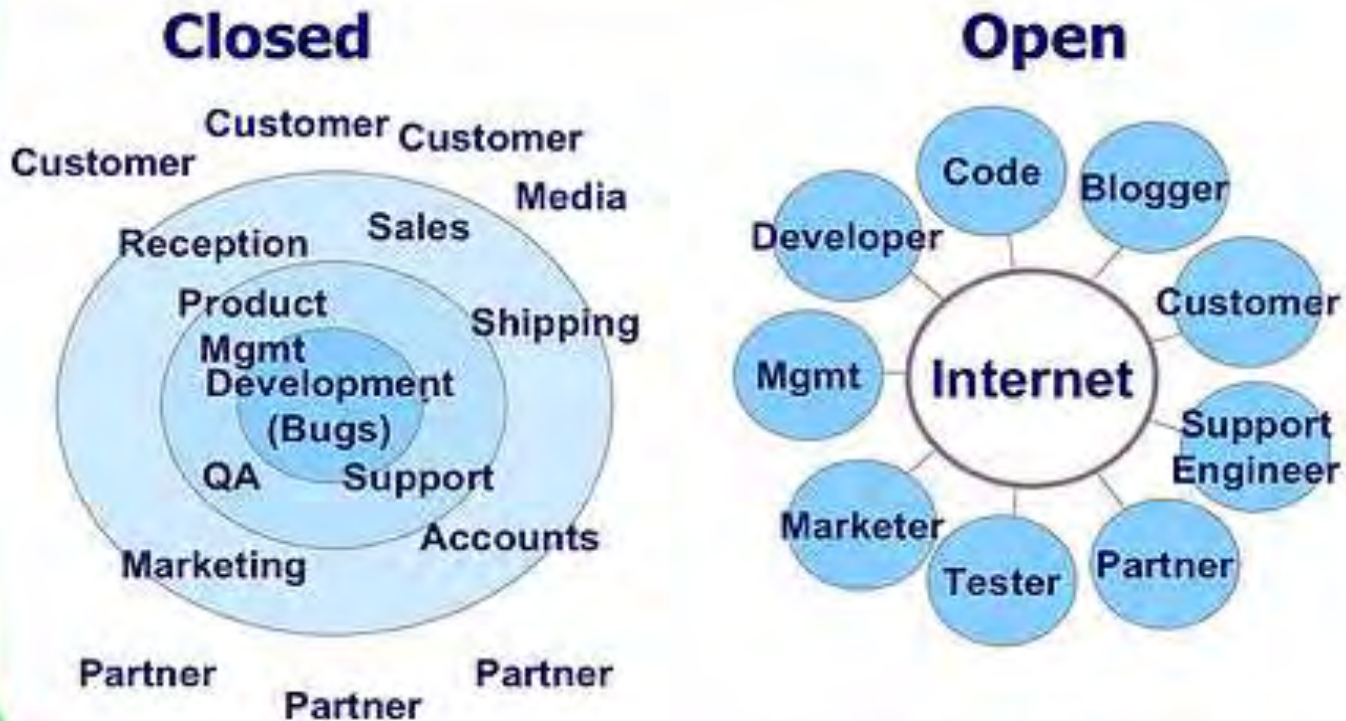 Closed
Customer
Customer
Customer
Media
Sales
Reception
Product
Mgmt
Shipping
Development
(Bugs)
QA
Support
Accounts
Marketing
Partner
Partner
Partner
Open
Code
Blogger
Developer
Customer
Mgmt
Internet
Support
Engineer
Marketer
Tester
Partner